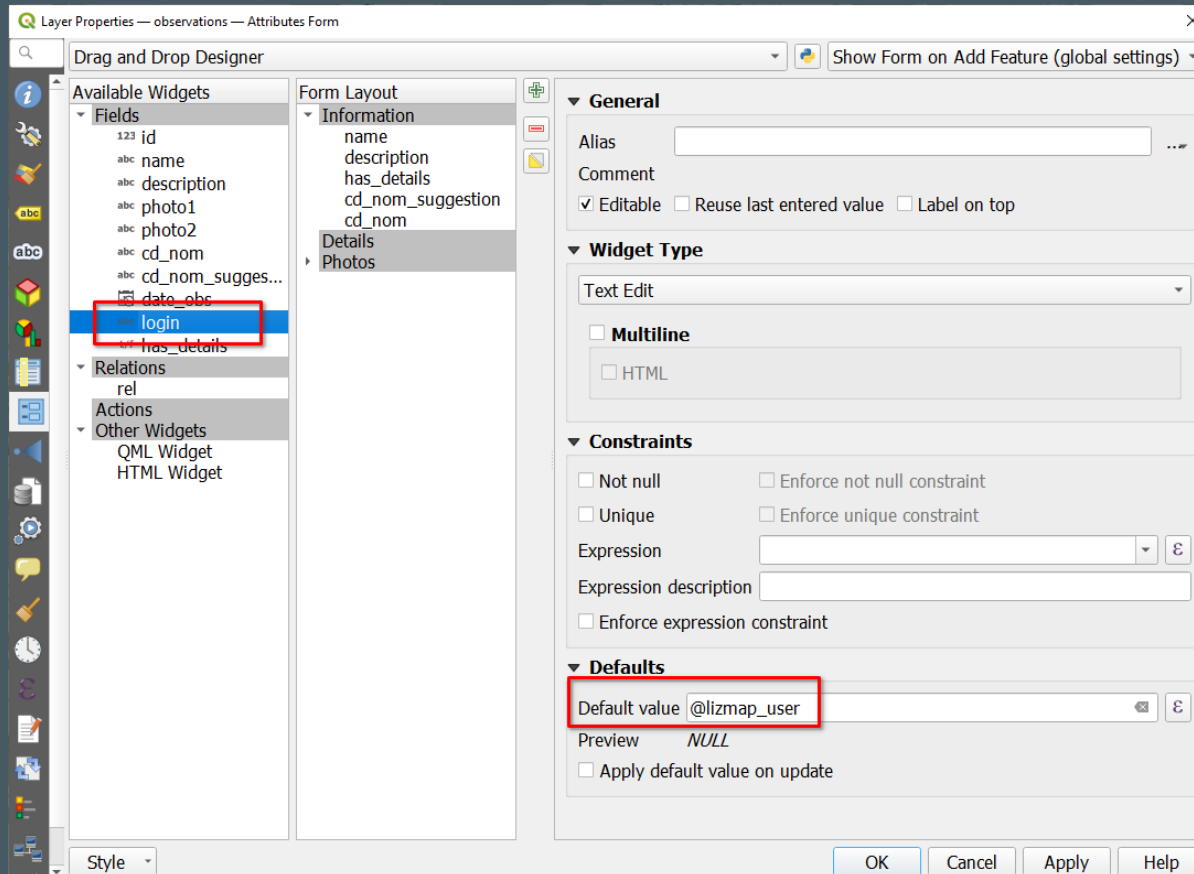 Layer Properties — observations — Attributes Form
Drag and Drop Designer
Show Form on Add Feature (global settings)
Available Widgets
Fields
123 id
abc name
abc description
abc photo1
abc photo2
abc cd_nom
abc cd_nom_sugges...
date_obs
login
t/f has_details
Relations
rel
Actions
Other Widgets
QML Widget
HTML Widget
Form Layout
Information
name
description
has_details
cd_nom_suggestion
cd_nom
Details
Photos
General
Alias
Comment
Editable Reuse last entered value Label on top
Widget Type
Text Edit
Multiline
HTML
Constraints
Not null Enforce not null constraint
Unique Enforce unique constraint
Expression ε
Expression description
Enforce expression constraint
Defaults
Default value @lizmap_user ε
Preview NULL
Apply default value on update
abc
abc
Style OK Cancel Apply Help